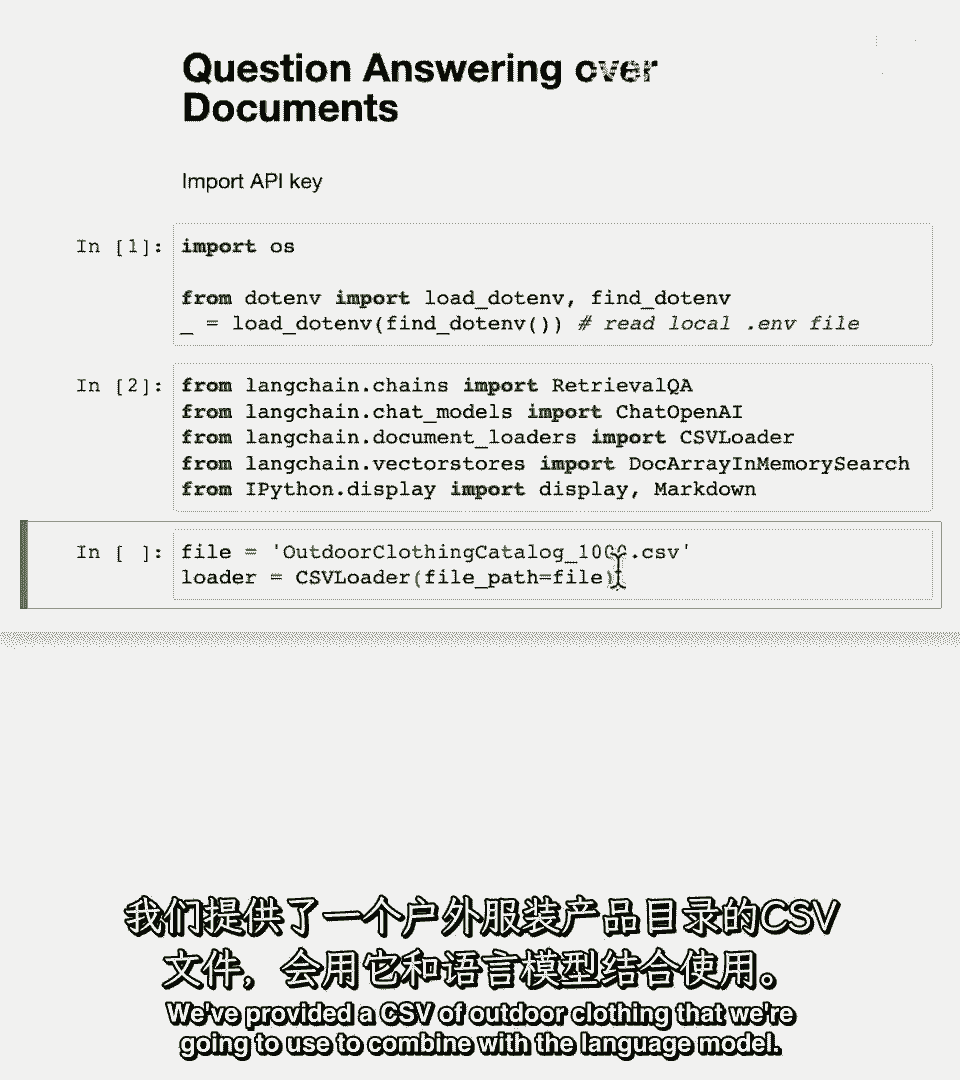 Question Answering over
Documents
Import API key
In [1]:
import os
from dotenv import load_dotenv, find_dotenv
_ = load_dotenv(find_dotenv()) # read local .env file
In [2]:
from langchain.chains import RetrievalQA
from langchain.chat_models import ChatOpenAI
from langchain.document_loaders import CSVLoader
from langchain.vectorstores import DocArrayInMemorySearch
from IPython.display import display, Markdown
In [ ]:
file = 'OutdoorClothingCatalog_1000.csv'
loader = CSVLoader(file_path=file)
我们提供了一个户外服装产品目录的CSV
文件，会用它和语言模型结合使用。
We've provided a CSV of outdoor clothing that we're
going to use to combine with the language model.